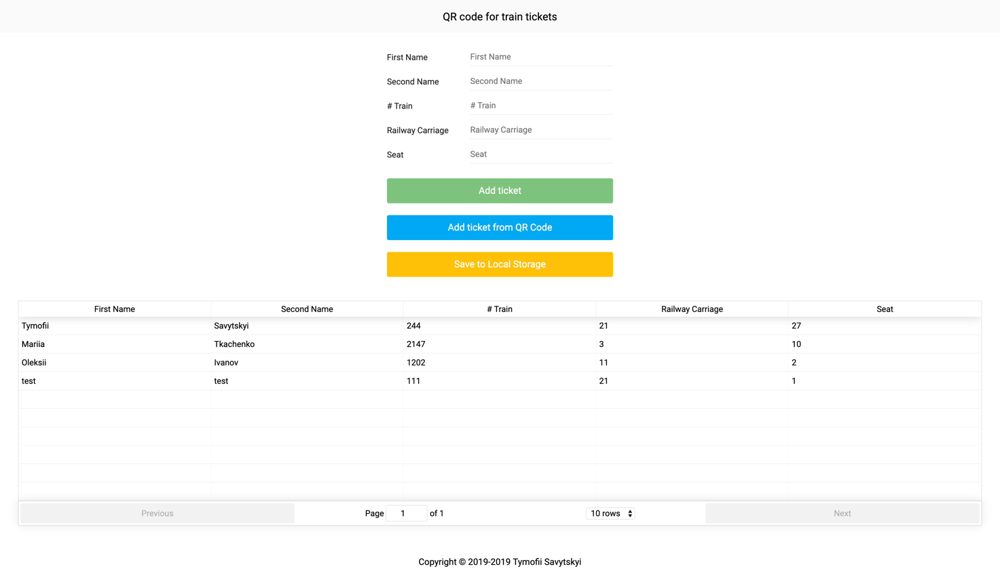 QR code for train tickets
First Name First Name
Second Name Second Name
# Train # Train
Railway Carriage Railway Carriage
Seat Seat
Add ticket
Add ticket from QR Code
Save to Local Storage
First Name Second Name # Train Railway Carriage Seat
Tymofii Savytskyi 244 21 27
Mariia Tkachenko 2147 3 10
Oleksii Ivanov 1202 11 2
test test 111 21 1
Previous Page 1 of 1 10 rows Next
Copyright © 2019-2019 Tymofii Savytskyi